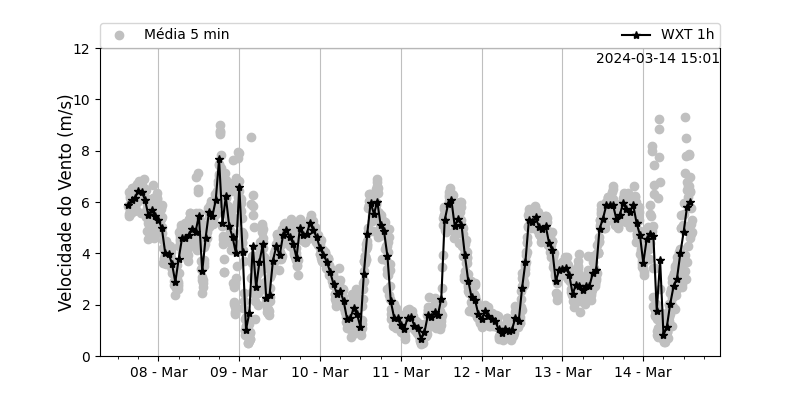 Média 5 min
WXT 1h
2024-03-14 15:01
Velocidade do Vento (m/s)
12
10
8
6
4
2
0
08 - Mar
09 - Mar
10 - Mar
11 - Mar
12 - Mar
13 - Mar
14 - Mar